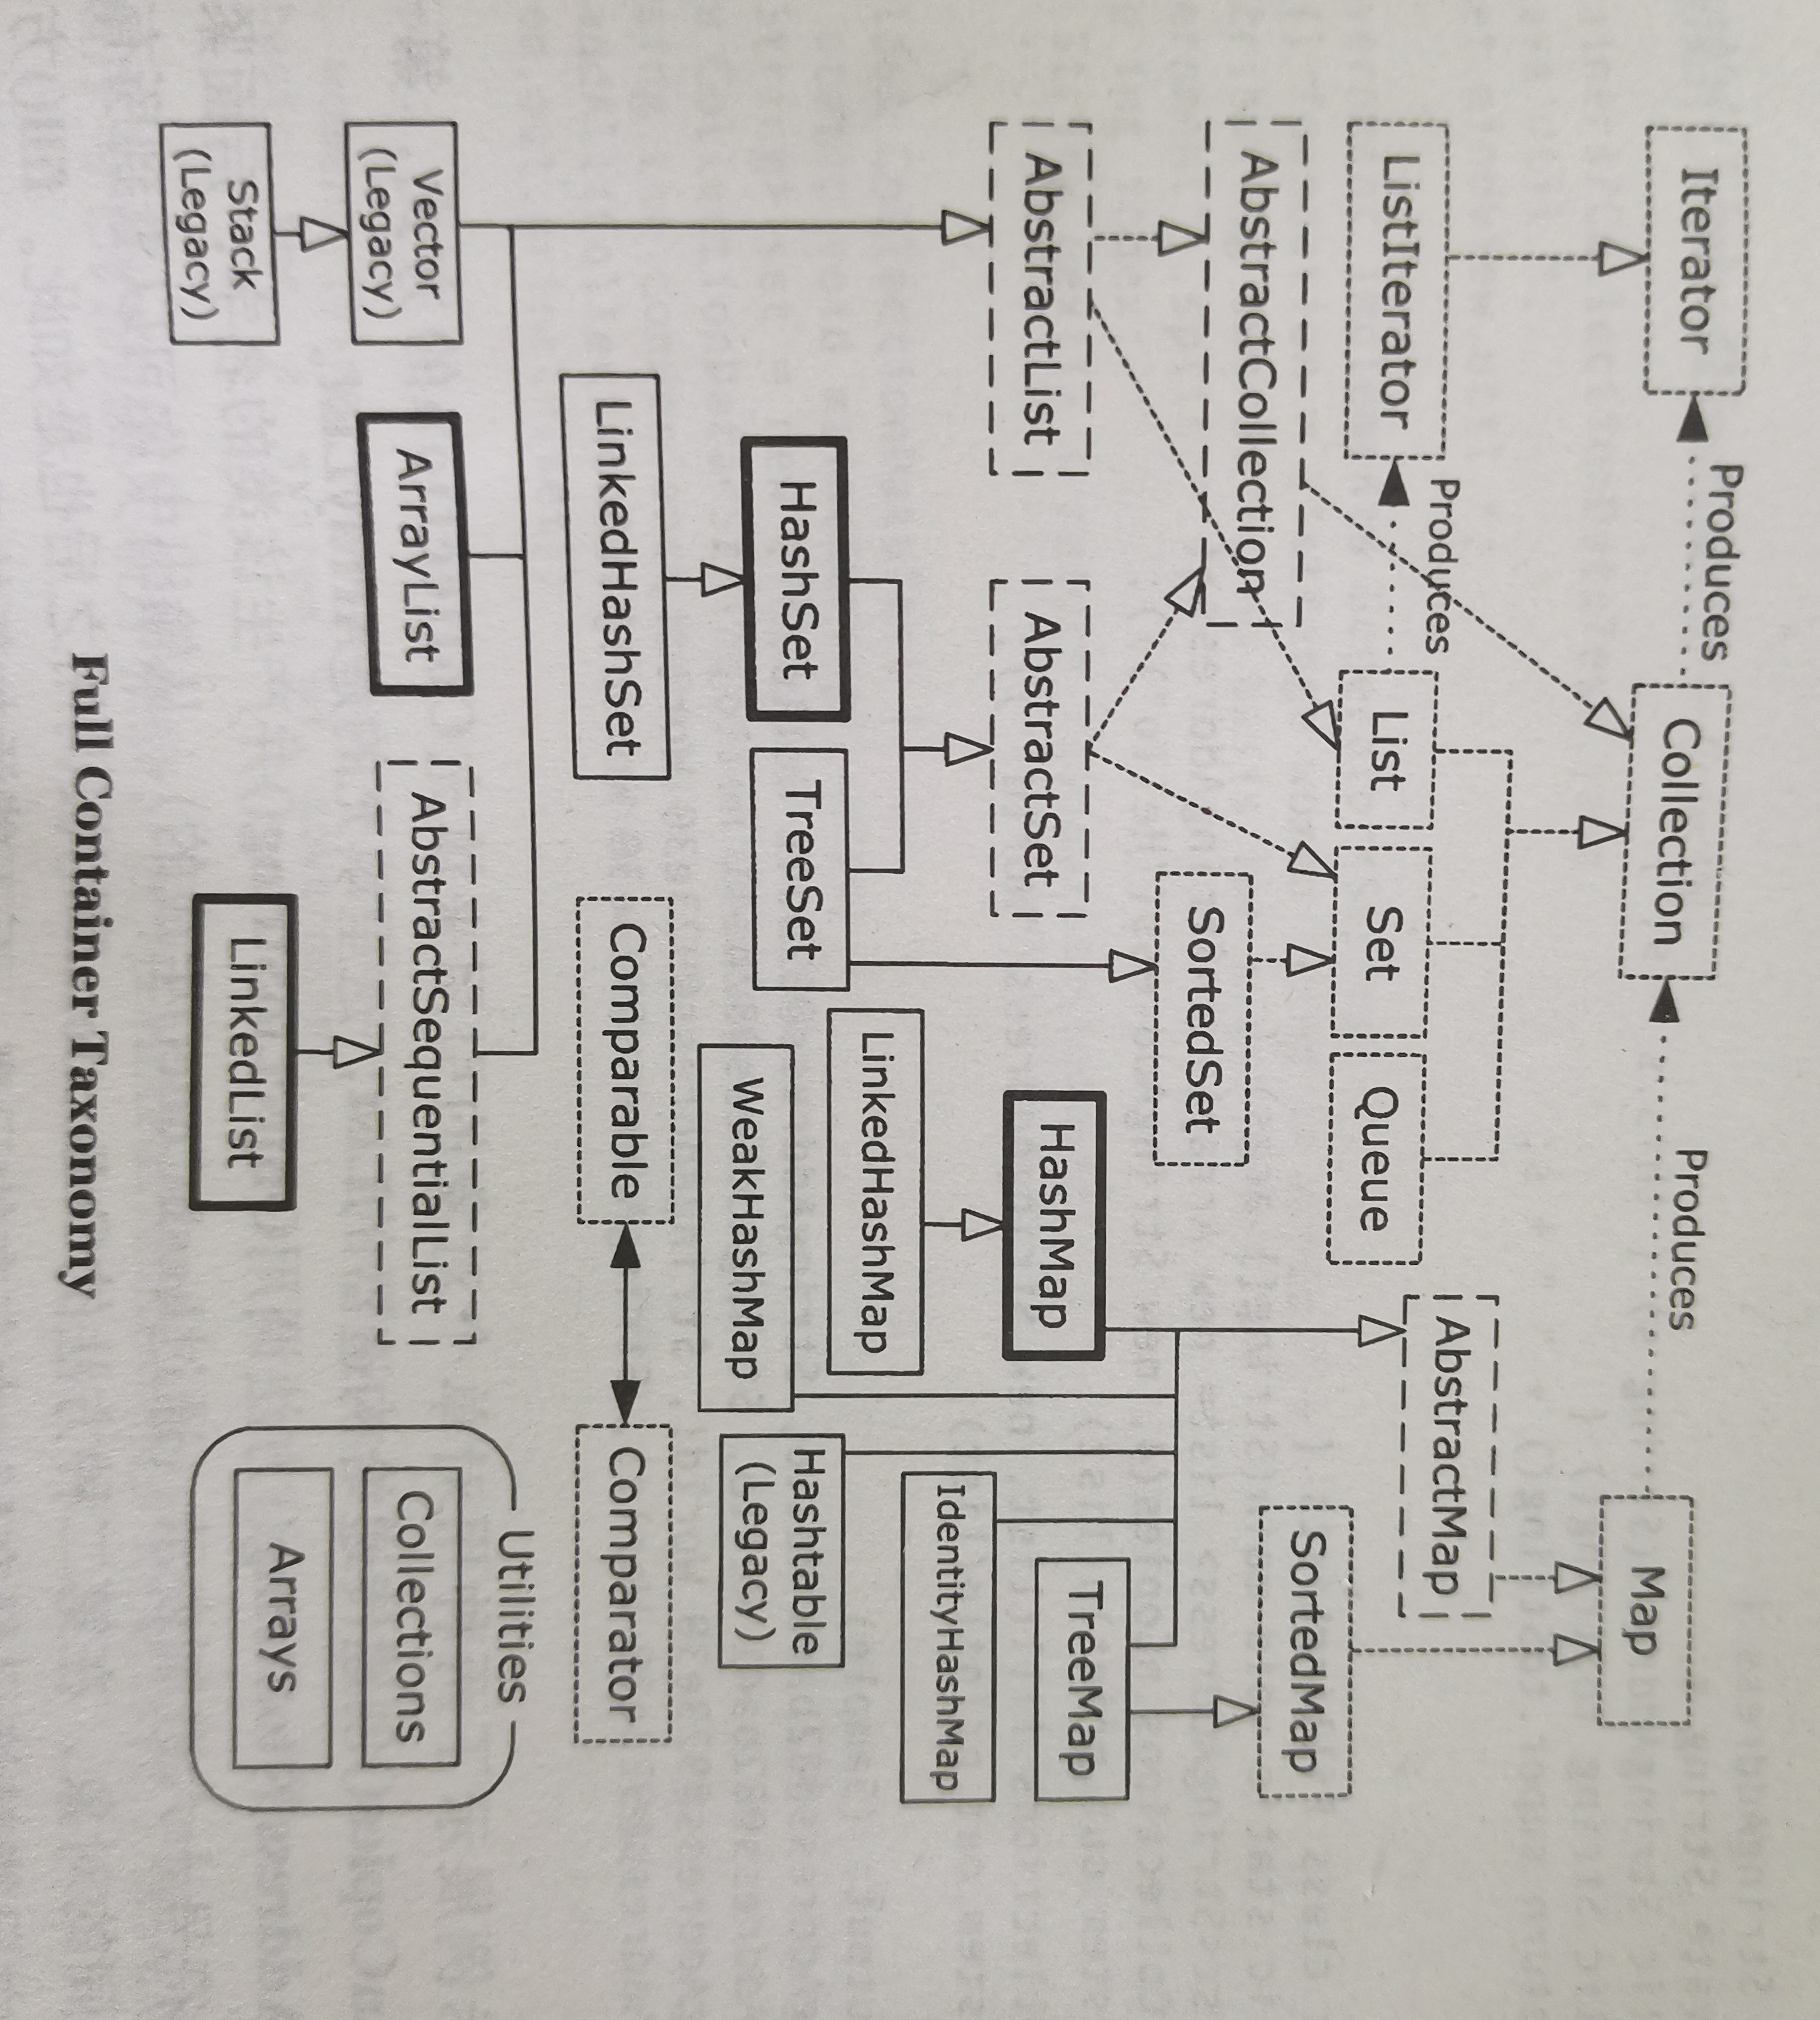 Iterator
Produces
Collection
Produces
Map
ListIterator
Produces
List
Set
Queue
AbstractMap
SortedMap
AbstractCollection
SortedSet
AbstractList
AbstractSet
HashMap
TreeMap
IdentityHashMap
LinkedHashMap
HashSet
TreeSet
WeakHashMap
Hashtable
(Legacy)
LinkedHashSet
Comparable
Comparator
Utilities
Collections
Arrays
Vector
(Legacy)
ArrayList
AbstractSequentialList
Stack
(Legacy)
LinkedList
Full Container Taxonomy